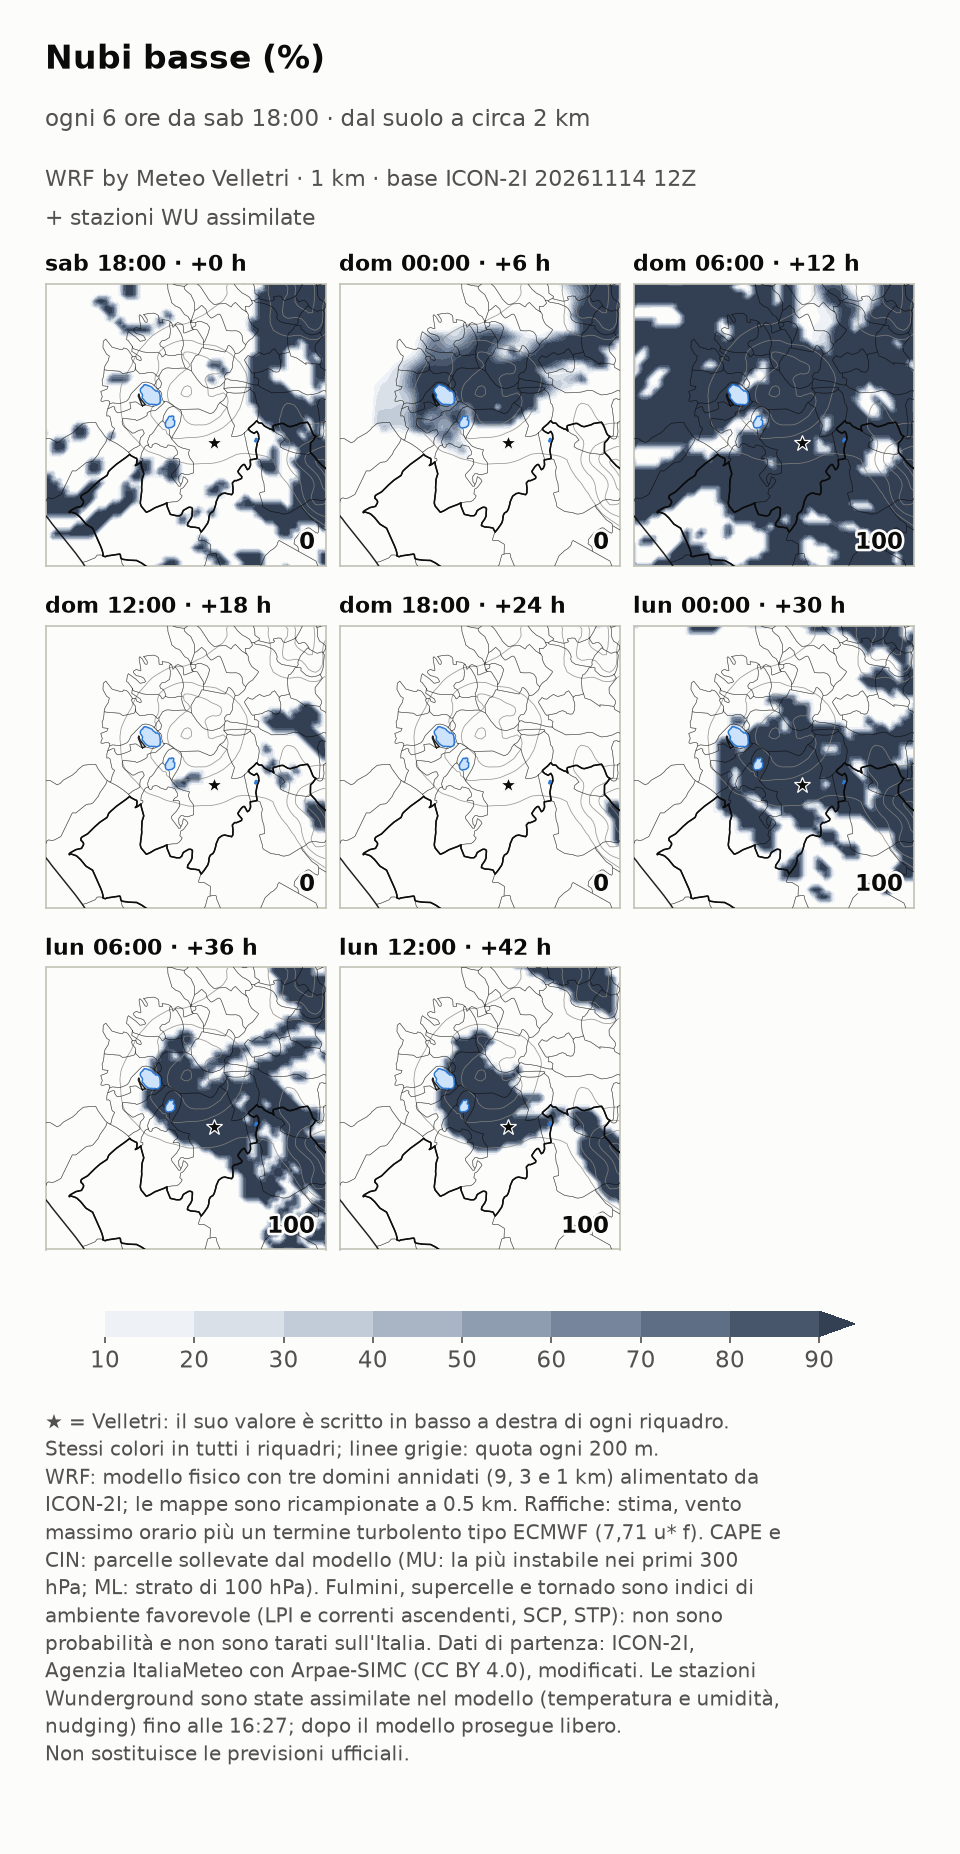 Nubi basse (%)
ogni 6 ore da sab 18:00 · dal suolo a circa 2 km
WRF by Meteo Velletri · 1 km · base ICON-2I 20261114 12Z
+ stazioni WU assimilate
sab 18:00 · +0 h
dom 00:00 · +6 h
dom 06:00 · +12 h
0
0
100
dom 12:00 · +18 h
dom 18:00 · +24 h
lun 00:00 · +30 h
0
0
100
lun 06:00 · +36 h
lun 12:00 · +42 h
100
100
10 20 30 40 50 60 70 80 90
★ = Velletri: il suo valore è scritto in basso a destra di ogni riquadro.
Stessi colori in tutti i riquadri; linee grigie: quota ogni 200 m.
WRF: modello fisico con tre domini annidati (9, 3 e 1 km) alimentato da
ICON-2I; le mappe sono ricampionate a 0.5 km. Raffiche: stima, vento
massimo orario più un termine turbolento tipo ECMWF (7,71 u* f). CAPE e
CIN: parcelle sollevate dal modello (MU: la più instabile nei primi 300
hPa; ML: strato di 100 hPa). Fulmini, supercelle e tornado sono indici di
ambiente favorevole (LPI e correnti ascendenti, SCP, STP): non sono
probabilità e non sono tarati sull'Italia. Dati di partenza: ICON-2I,
Agenzia ItaliaMeteo con Arpae-SIMC (CC BY 4.0), modificati. Le stazioni
Wunderground sono state assimilate nel modello (temperatura e umidità,
nudging) fino alle 16:27; dopo il modello prosegue libero.
Non sostituisce le previsioni ufficiali.